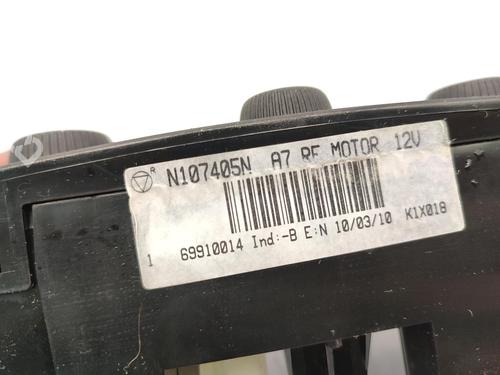 R N107405N A7 RF MOTOR 12V
1 69910014 Ind:-B E:N 10/03/10 K1X018